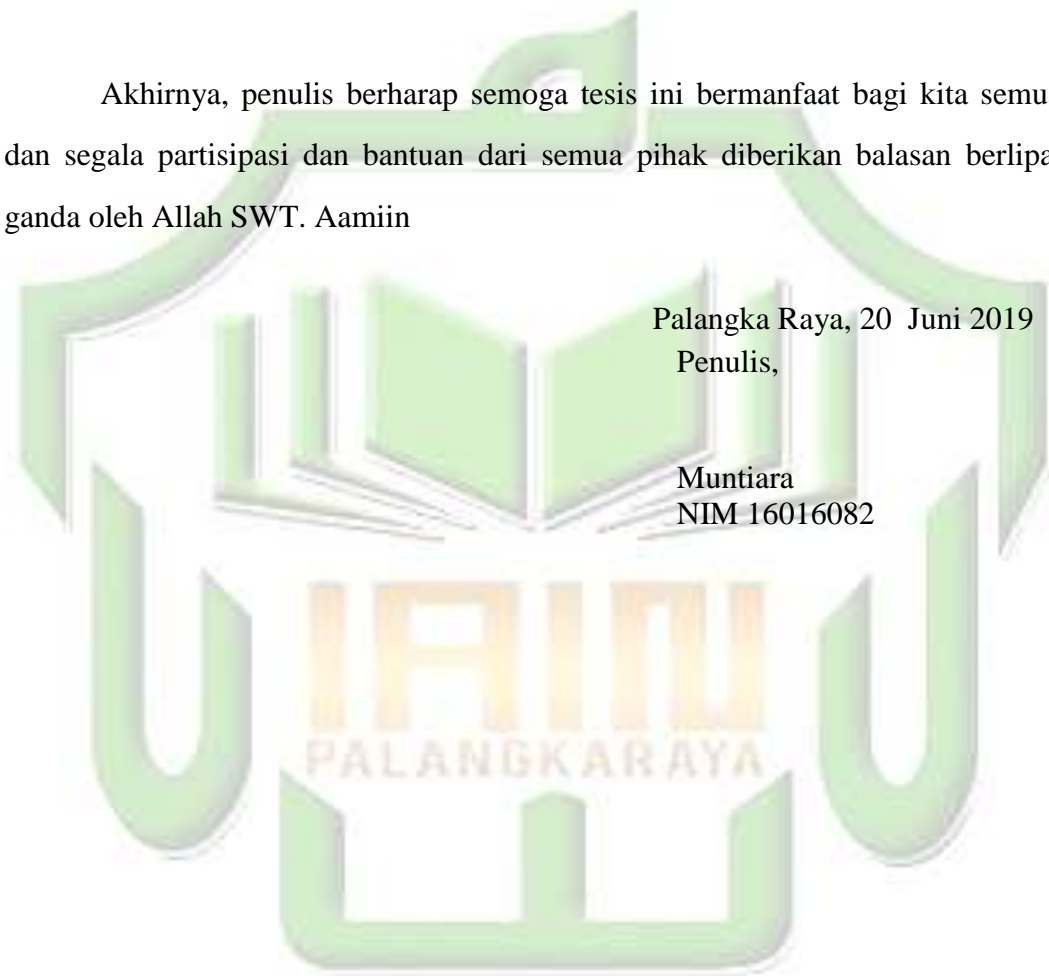 Akhirnya, penulis berharap semoga tesis ini bermanfaat bagi kita semu
dan segala partisipasi dan bantuan dari semua pihak diberikan balasan berlipa
ganda oleh Allah SWT. Aamiin
Palangka Raya, 20 Juni 2019
Penulis,
Muntiara
NIM 16016082
IAIN
PALANGKARAYA